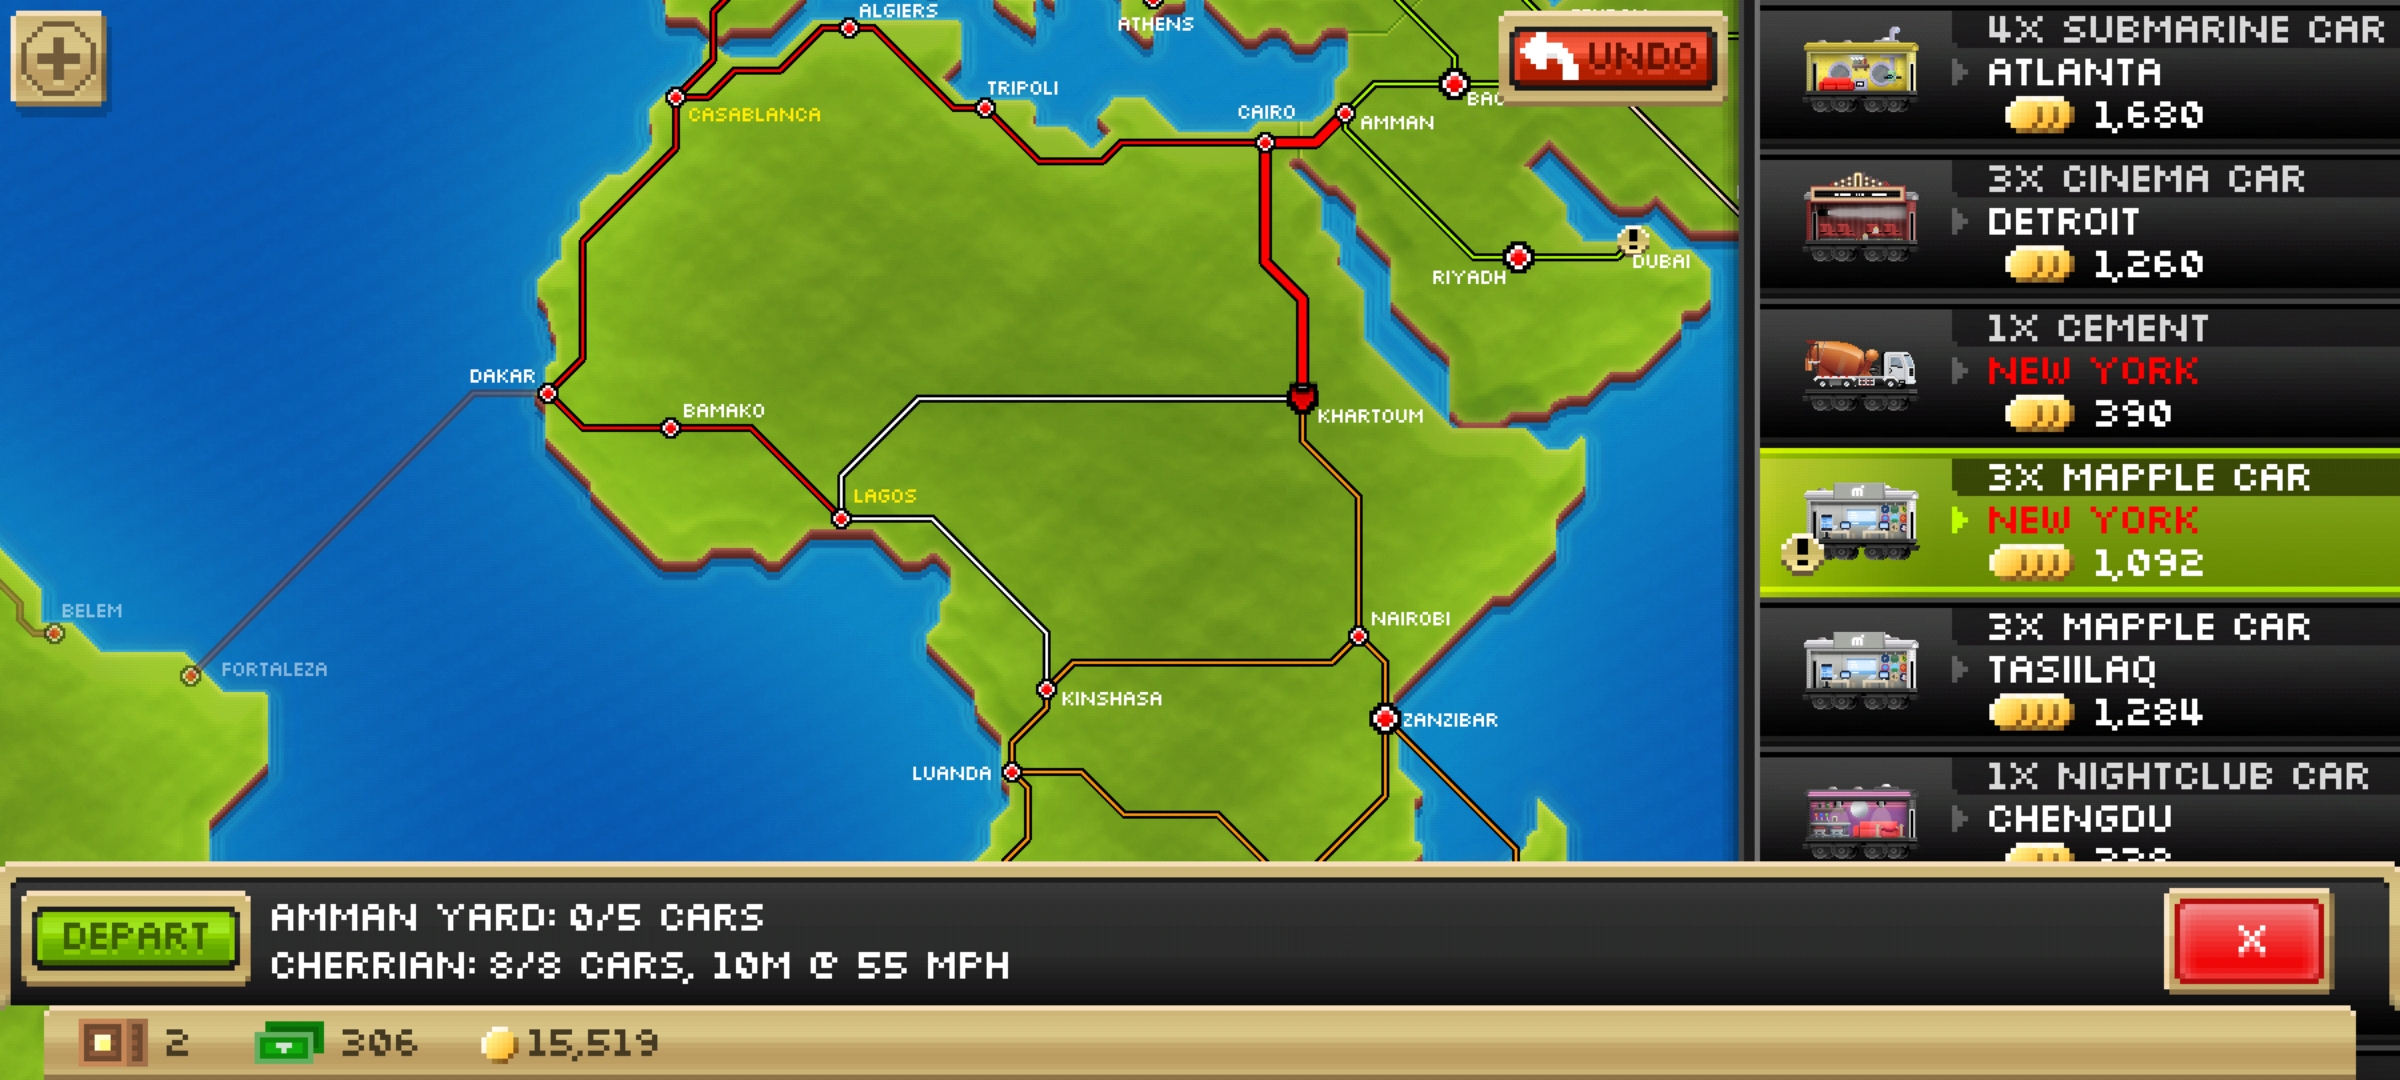 ALGIERS
ATHENS
UNDO
TRIPOLI
CASABLANCA
CAIRO
AMMAN
RIYADH
DUBAI
DAKAR
BAMAKO
KHARTOUM
LAGOS
BELEM
FORTALEZA
NAIROBI
KINSHASA
ZANZIBAR
LUANDA
4X SUBMARINE CAR
ATLANTA
1,680
3X CINEMA CAR
DETROIT
1,260
1X CEMENT
NEW YORK
390
3X MAPPLE CAR
NEW YORK
1,092
3X MAPPLE CAR
TASIILAQ
1,284
1X NIGHTCLUB CAR
CHENGDU
DEPART
AMMAN YARD: 0/5 CARS
CHERRIAN: 8/8 CARS, 10M @ 55 MPH
X
2
306
15,519